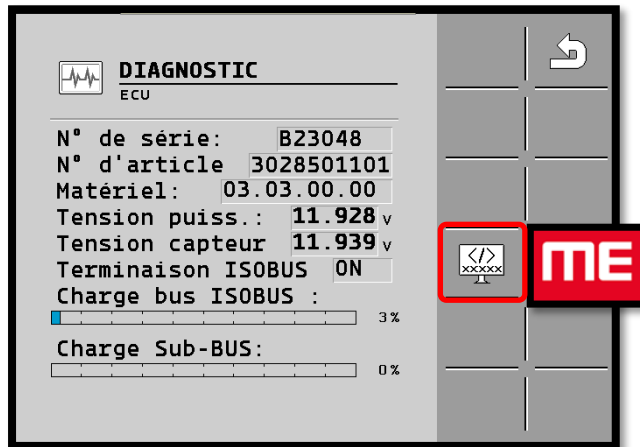 DIAGNOSTIC
ECU
N° de série: B23048
N° d'article 3028501101
Matériel: 03.03.00.00
Tension puiss.: 11.928 V
Tension capteur 11.939 V
Terminaison ISOBUS ON
</>
xxxxx
ME
Charge bus ISOBUS :
3%
Charge Sub-BUS:
0%